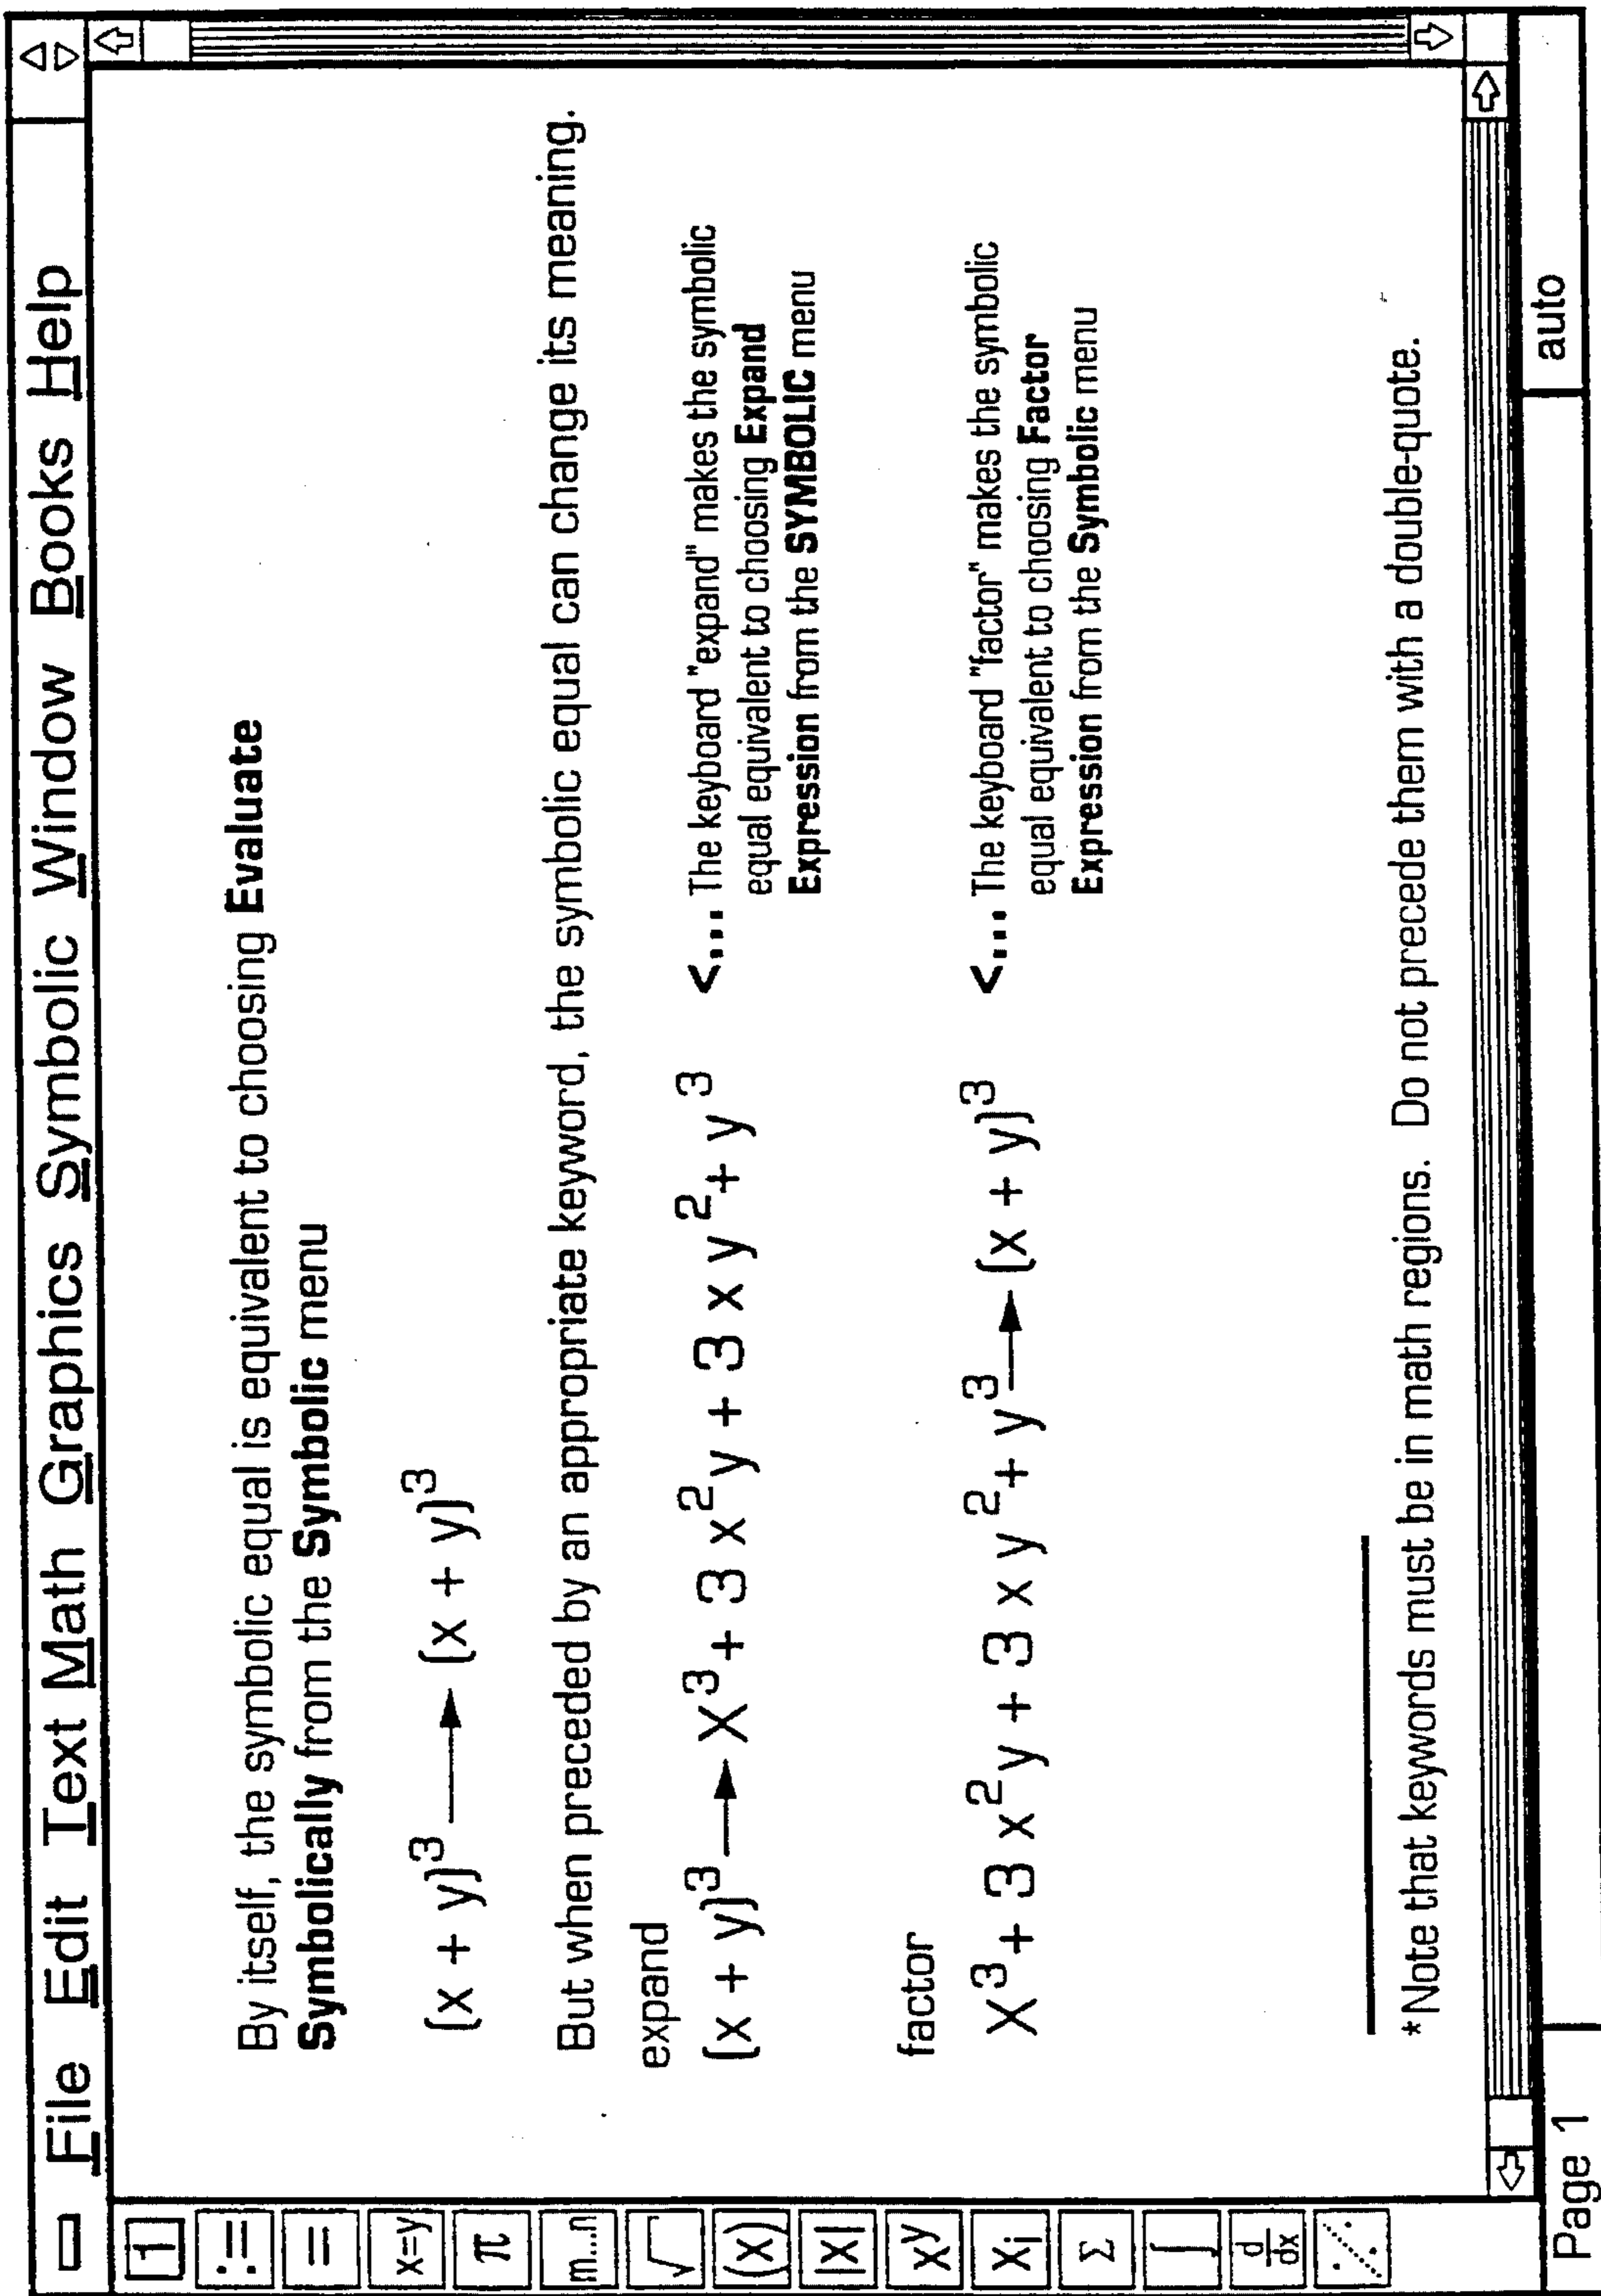 File Edit Text Math Graphics Symbolic Window Books Help
1
:=
=
x=y
π
m...n
√
(x)
|x|
xʸ
Xᵢ
Σ
∫
d/dx
By itself, the symbolic equal is equivalent to choosing Evaluate
Symbolically from the Symbolic menu
(x + y)³ ⟶ (x + y)³
But when preceded by an appropriate keyword, the symbolic equal can change its meaning.
expand
(x + y)³ ⟶ X³ + 3 x² y + 3 x y² + y³
<... The keyboard "expand" makes the symbolic
equal equivalent to choosing Expand
Expression from the SYMBOLIC menu
factor
X³ + 3 x² y + 3 x y² + y³ ⟶ (x + y)³
<... The keyboard "factor" makes the symbolic
equal equivalent to choosing Factor
Expression from the Symbolic menu
*Note that keywords must be in math regions. Do not precede them with a double-quote.
Page 1
auto